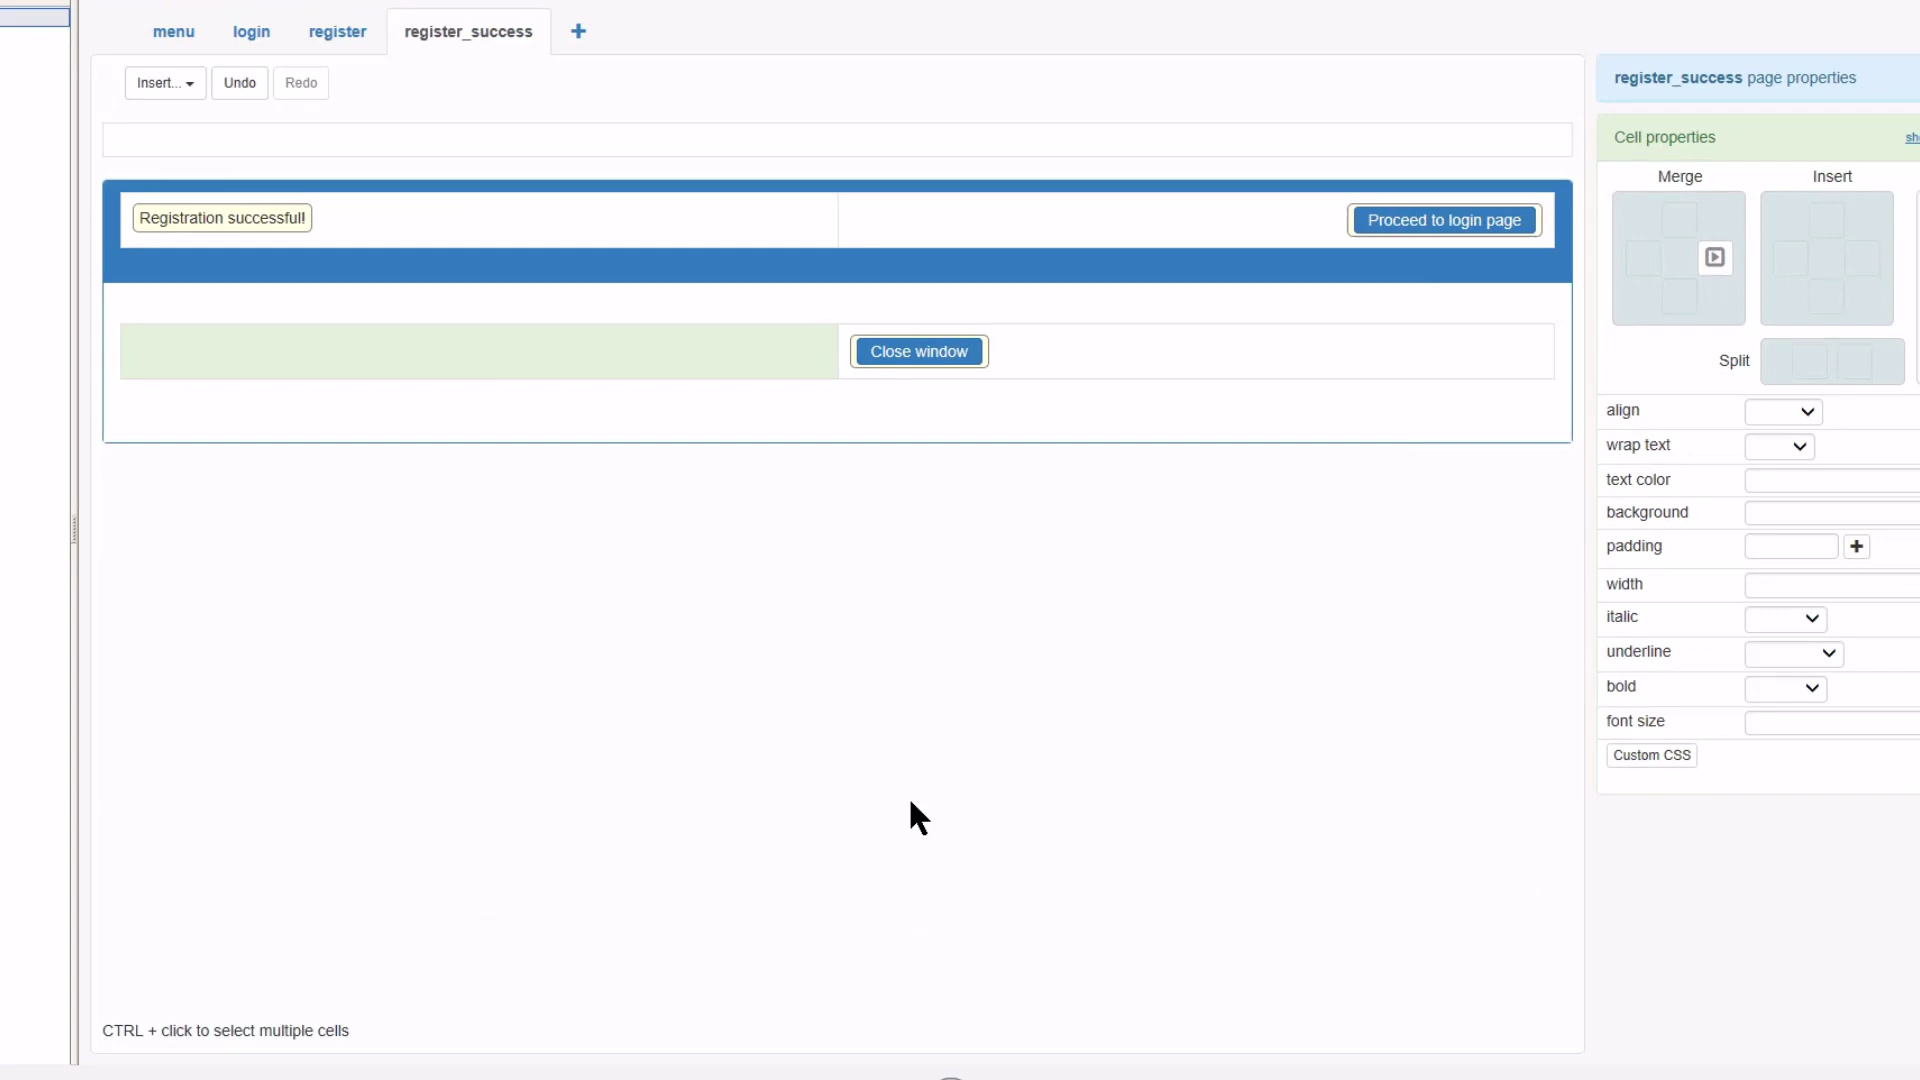 menu login register register_success +
Insert... Undo Redo
register_success page properties
Cell properties
Merge Insert
Registration successful!
Proceed to login page
Close window
Split
align
wrap text
text color
background
padding
width
italic
underline
bold
font size
Custom CSS
CTRL + click to select multiple cells